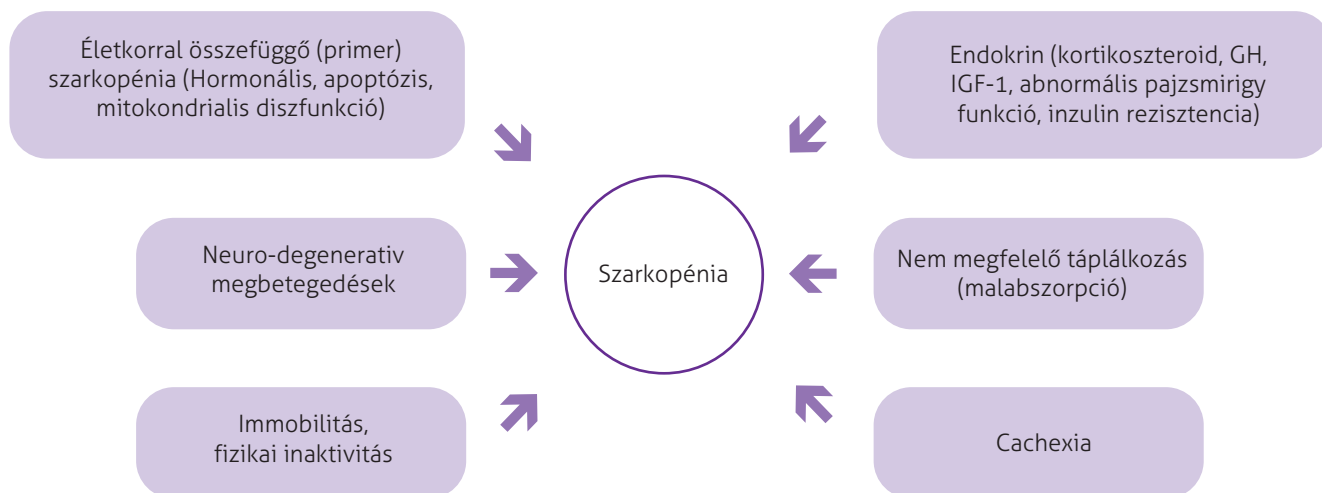 Életkorral összefüggő (primer)
szarkopénia (Hormonális, apoptózis,
mitokondrialis diszfunkció)
Endokrin (kortikoszteroid, GH,
IGF-1, abnormális pajzsmirigy
funkció, inzulin rezisztencia)
Neuro-degenerativ
megbetegedések
Szarkopénia
Nem megfelelő táplálkozás
(malabszorpció)
Immobilitás,
fizikai inaktivitás
Cachexia